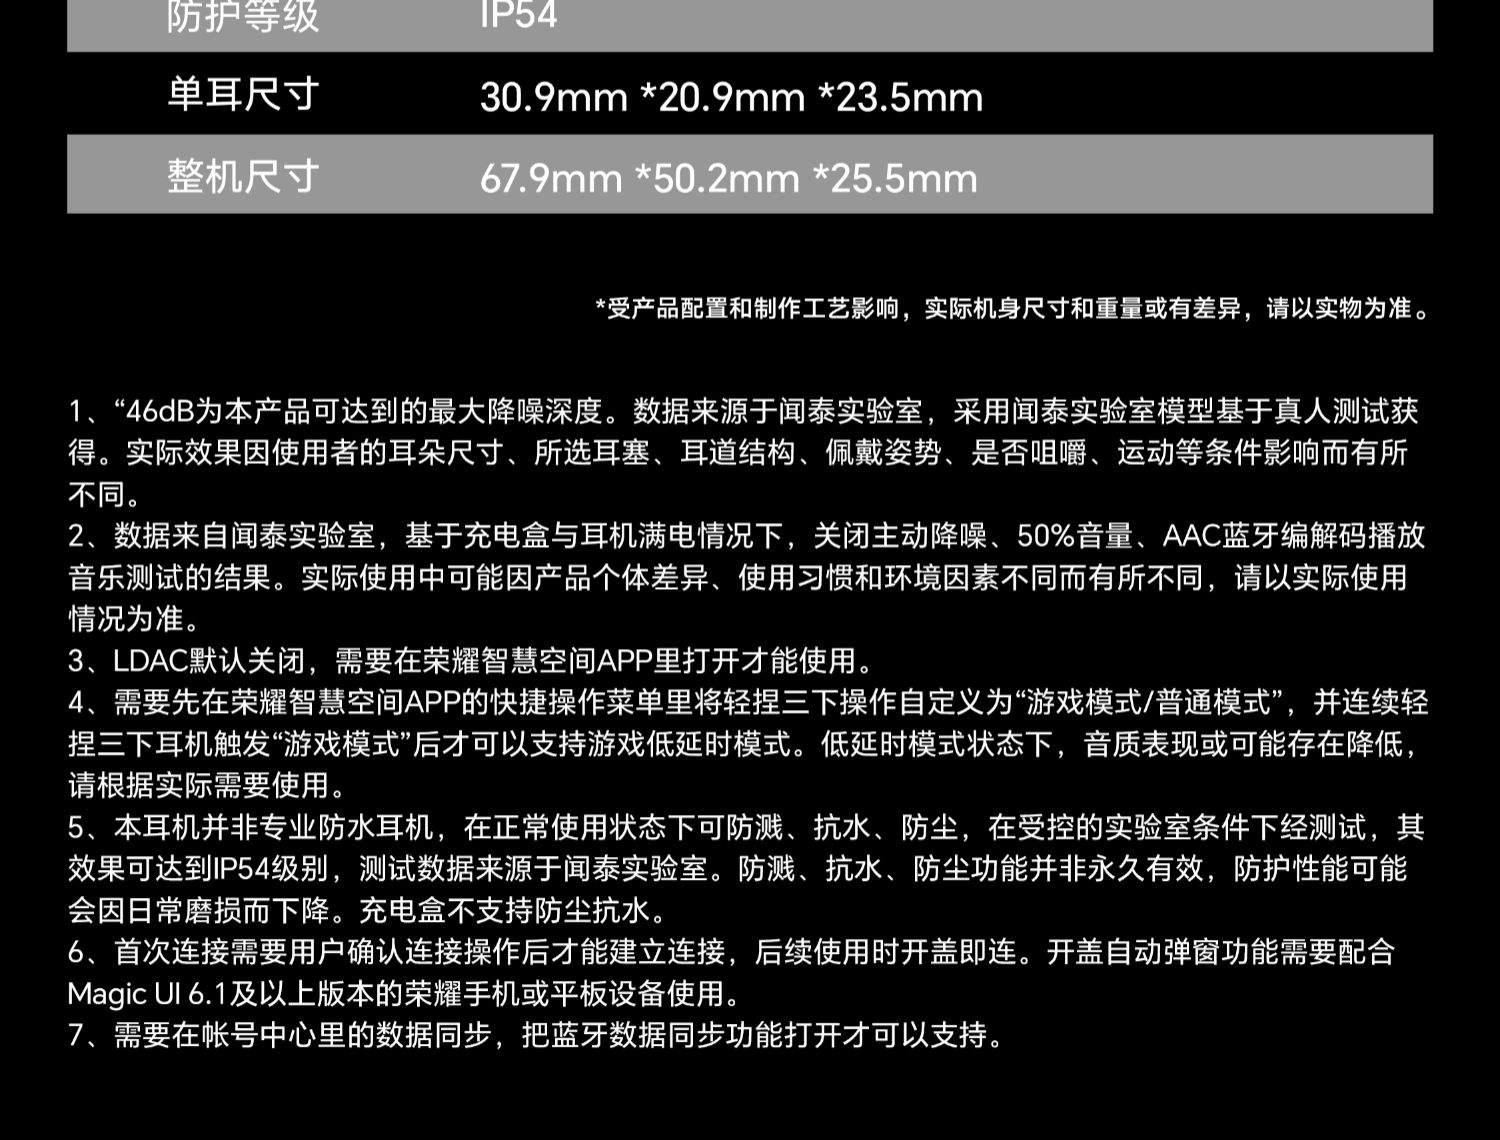 防护等级 IP54
单耳尺寸 30.9mm *20.9mm *23.5mm
整机尺寸 67.9mm *50.2mm *25.5mm
*受产品配置和制作工艺影响，实际机身尺寸和重量或有差异，请以实物为准。
1、“46dB为本产品可达到的最大降噪深度。数据来源于闻泰实验室，采用闻泰实验室模型基于真人测试获
得。实际效果因使用者的耳朵尺寸、所选耳塞、耳道结构、佩戴姿势、是否咀嚼、运动等条件影响而有所
不同。
2、数据来自闻泰实验室，基于充电盒与耳机满电情况下，关闭主动降噪、50%音量、AAC蓝牙编解码播放
音乐测试的结果。实际使用中可能因产品个体差异、使用习惯和环境因素不同而有所不同，请以实际使用
情况为准。
3、LDAC默认关闭，需要在荣耀智慧空间APP里打开才能使用。
4、需要先在荣耀智慧空间APP的快捷操作菜单里将轻捏三下操作自定义为“游戏模式/普通模式”，并连续轻
捏三下耳机触发“游戏模式”后才可以支持游戏低延时模式。低延时模式状态下，音质表现或可能存在降低，
请根据实际需要使用。
5、本耳机并非专业防水耳机，在正常使用状态下可防溅、抗水、防尘，在受控的实验室条件下经测试，其
效果可达到IP54级别，测试数据来源于闻泰实验室。防溅、抗水、防尘功能并非永久有效，防护性能可能
会因日常磨损而下降。充电盒不支持防尘抗水。
6、首次连接需要用户确认连接操作后才能建立连接，后续使用时开盖即连。开盖自动弹窗功能需要配合
Magic UI 6.1及以上版本的荣耀手机或平板设备使用。
7、需要在帐号中心里的数据同步，把蓝牙数据同步功能打开才可以支持。